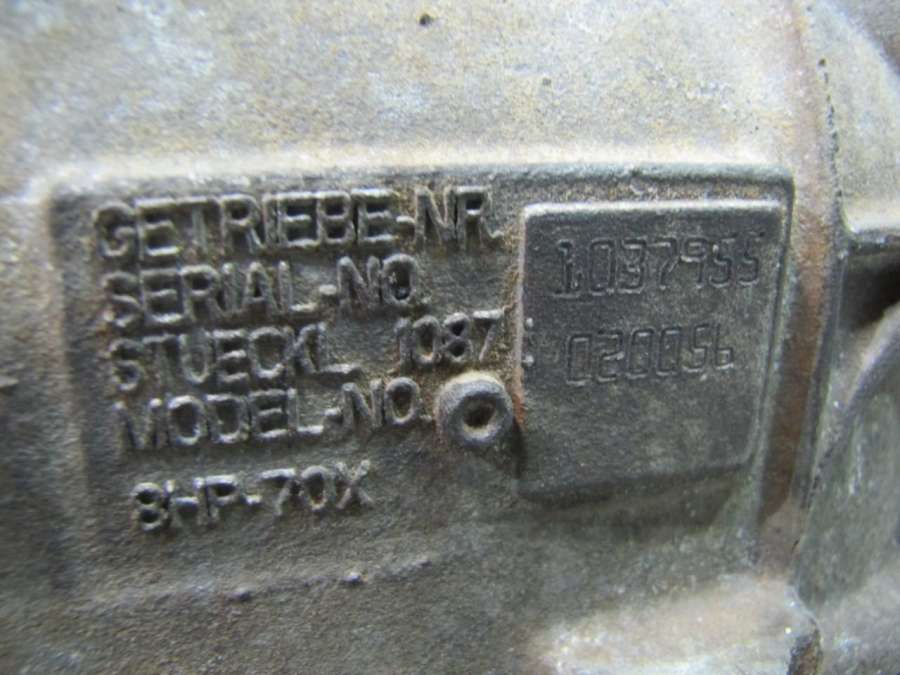 GETRIEBE-NR.
SERIAL-NO. 1037955
STUECKL. 1087 : 020056
MODEL-NO.
8HP-70X